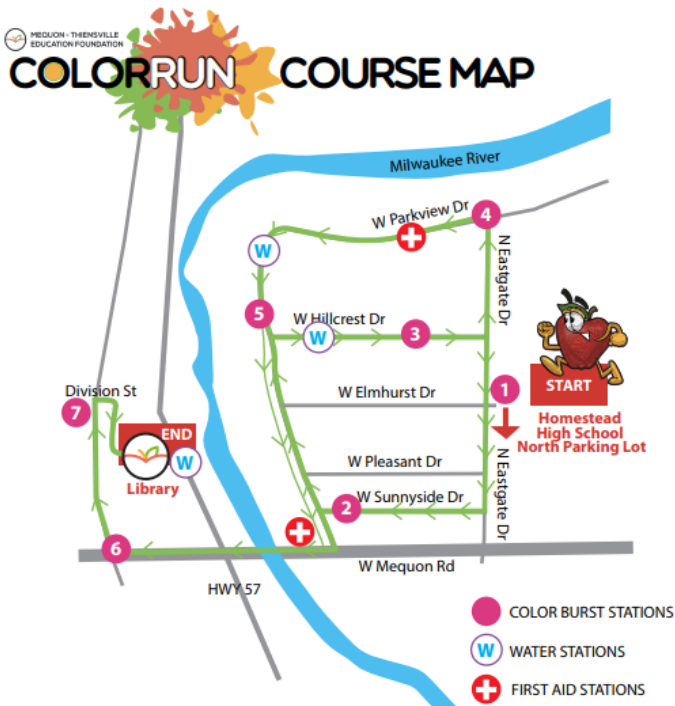 MEQUON - THIENSVILLE
EDUCATION FOUNDATION
COLORRUN COURSE MAP
Milwaukee River
W Parkview Dr
4
W
N Eastgate Dr
5
W Hillcrest Dr
W
3
START
1
W Elmhurst Dr
Division St
7
Homestead
High School
North Parking Lot
END
W
Library
W Pleasant Dr
N Eastgate Dr
2
W Sunnyside Dr
6
W Mequon Rd
HWY 57
COLOR BURST STATIONS
W WATER STATIONS
FIRST AID STATIONS